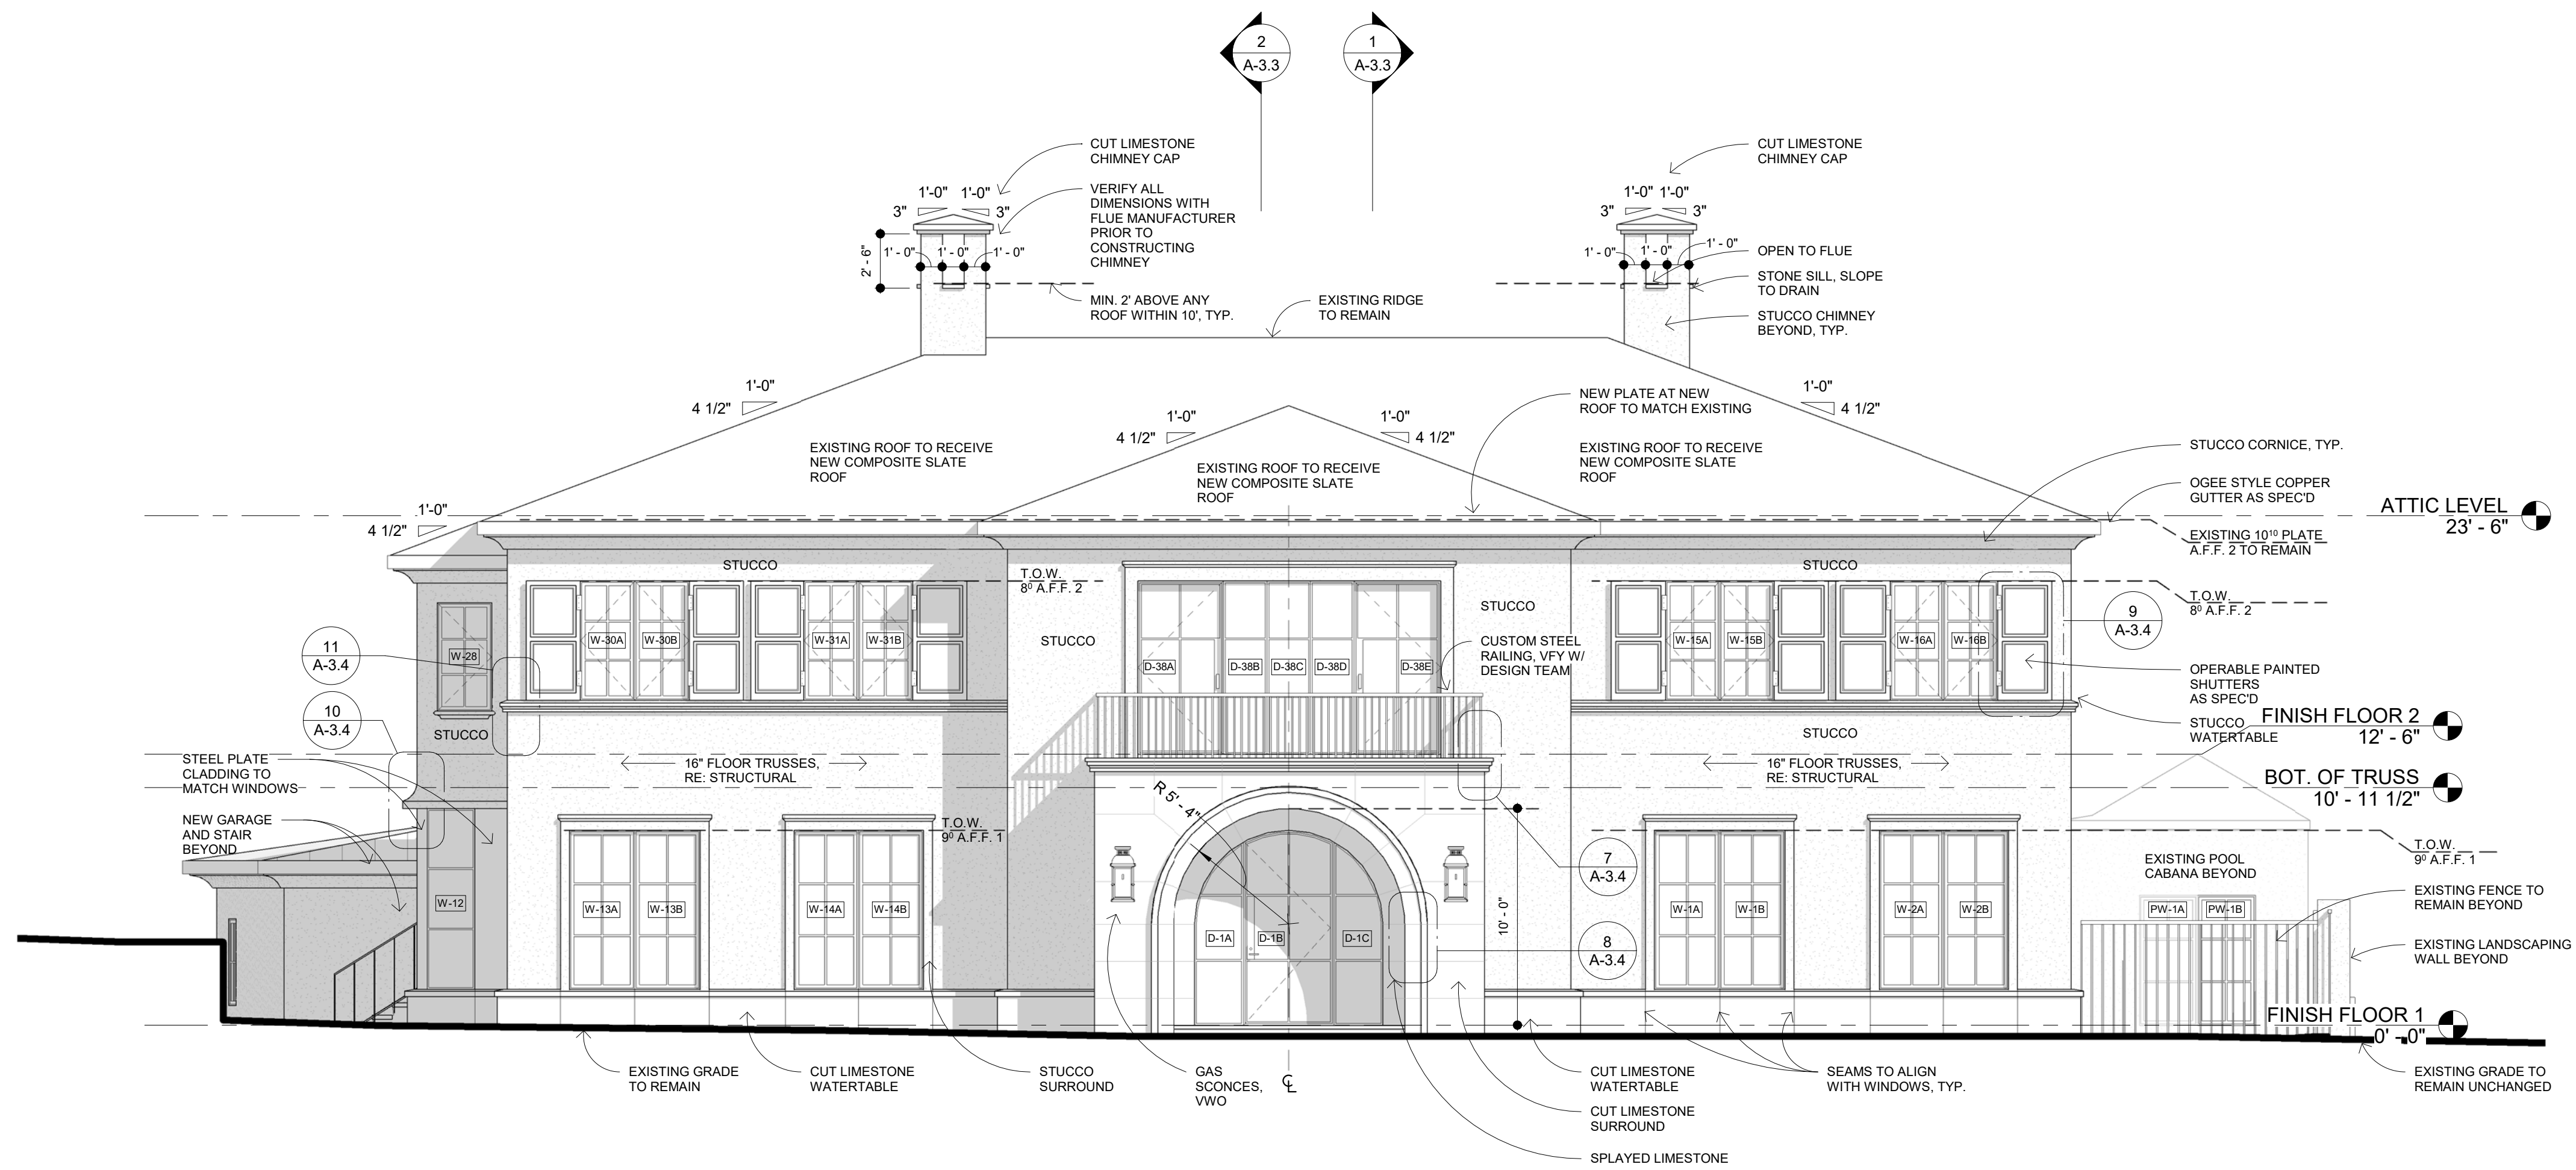 2
A-3.3
1
A-3.3
CUT LIMESTONE
CHIMNEY CAP
CUT LIMESTONE
CHIMNEY CAP
VERIFY ALL
DIMENSIONS WITH
FLUE MANUFACTURER
PRIOR TO
CONSTRUCTING
CHIMNEY
1'-0" 1'-0"
3" 3"
2' - 6"
1' - 0" 1' - 0" 1' - 0"
1'-0" 1'-0"
3" 3"
1' - 0" 1' - 0" 1' - 0"
OPEN TO FLUE
STONE SILL, SLOPE
TO DRAIN
STUCCO CHIMNEY
BEYOND, TYP.
MIN. 2' ABOVE ANY
ROOF WITHIN 10', TYP.
EXISTING RIDGE
TO REMAIN
1'-0"
4 1/2"
1'-0"
4 1/2"
1'-0"
4 1/2"
1'-0"
4 1/2"
1'-0"
4 1/2"
NEW PLATE AT NEW
ROOF TO MATCH EXISTING
EXISTING ROOF TO RECEIVE
NEW COMPOSITE SLATE
ROOF
EXISTING ROOF TO RECEIVE
NEW COMPOSITE SLATE
ROOF
EXISTING ROOF TO RECEIVE
NEW COMPOSITE SLATE
ROOF
STUCCO CORNICE, TYP.
OGEE STYLE COPPER
GUTTER AS SPEC'D
ATTIC LEVEL
23' - 6"
EXISTING 10¹⁰ PLATE
A.F.F. 2 TO REMAIN
STUCCO
T.O.W.
8⁰ A.F.F. 2
STUCCO
STUCCO
STUCCO
T.O.W.
8⁰ A.F.F. 2
9
A-3.4
11
A-3.4
10
A-3.4
W-28
W-30A
W-30B
W-31A
W-31B
D-38A
D-38B
D-38C
D-38D
D-38E
CUSTOM STEEL
RAILING, VFY W/
DESIGN TEAM
W-15A
W-15B
W-16A
W-16B
OPERABLE PAINTED
SHUTTERS
AS SPEC'D
STUCCO
WATERTABLE
FINISH FLOOR 2
12' - 6"
STUCCO
STUCCO
STEEL PLATE
CLADDING TO
MATCH WINDOWS
16" FLOOR TRUSSES,
RE: STRUCTURAL
16" FLOOR TRUSSES,
RE: STRUCTURAL
BOT. OF TRUSS
10' - 11 1/2"
NEW GARAGE
AND STAIR
BEYOND
T.O.W.
9⁰ A.F.F. 1
R 5' - 4"
10' - 0"
7
A-3.4
8
A-3.4
T.O.W.
9⁰ A.F.F. 1
EXISTING POOL
CABANA BEYOND
EXISTING FENCE TO
REMAIN BEYOND
EXISTING LANDSCAPING
WALL BEYOND
W-12
W-13A
W-13B
W-14A
W-14B
D-1A
D-1B
D-1C
W-1A
W-1B
W-2A
W-2B
PW-1A
PW-1B
FINISH FLOOR 1
0' - 0"
EXISTING GRADE
TO REMAIN
CUT LIMESTONE
WATERTABLE
STUCCO
SURROUND
GAS
SCONCES,
VWO
CL
CUT LIMESTONE
WATERTABLE
SEAMS TO ALIGN
WITH WINDOWS, TYP.
EXISTING GRADE TO
REMAIN UNCHANGED
CUT LIMESTONE
SURROUND
SPLAYED LIMESTONE